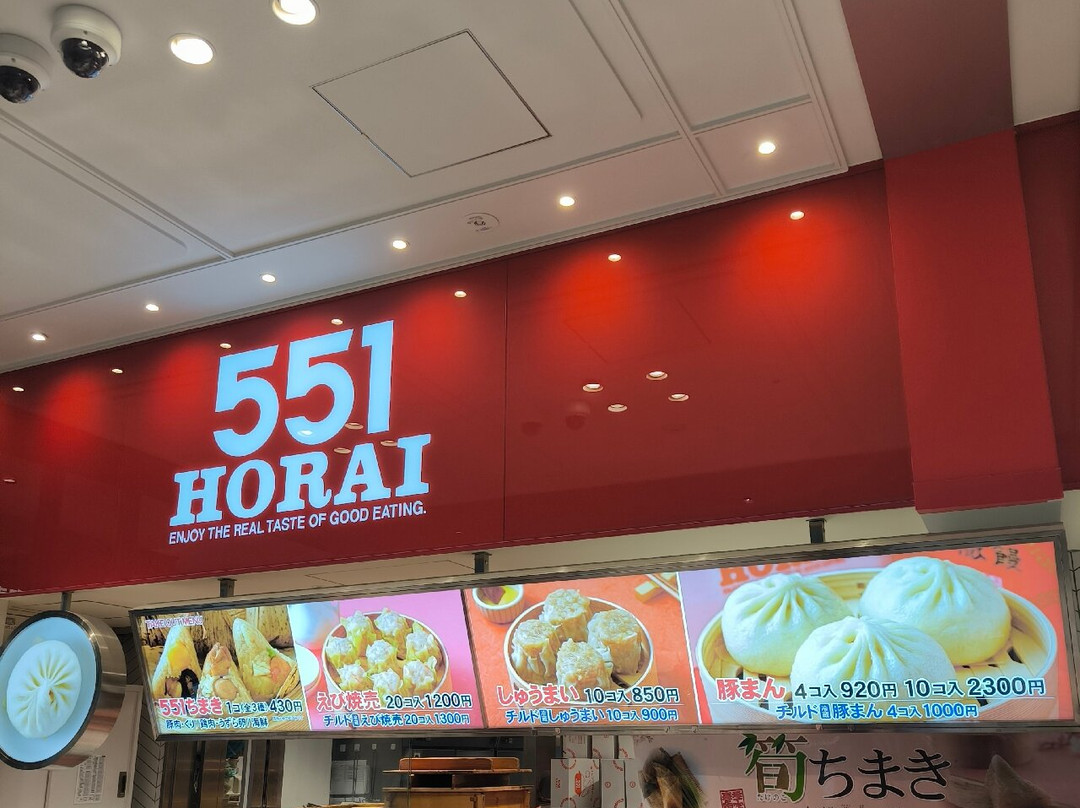 551
HORAI
ENJOY THE REAL TASTE OF GOOD EATING.
TAKEOUT MENU
551ちまき 1コ(全3種)430円
えび焼売 20コ入1200円
チルド えび焼売 20コ入1300円
しゅうまい 10コ入850円
チルド しゅうまい 10コ入900円
豚まん 4コ入920円 10コ入2300円
チルド 豚まん 4コ入1000円
筍ちまき